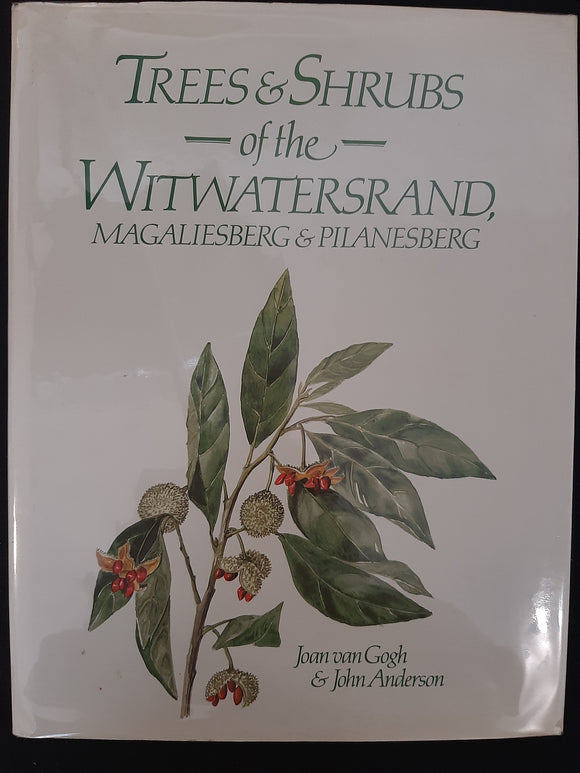 TREES & SHRUBS
of the
WITWATERSRAND,
MAGALIESBERG & PILANESBERG
Joan van Gogh
& John Anderson